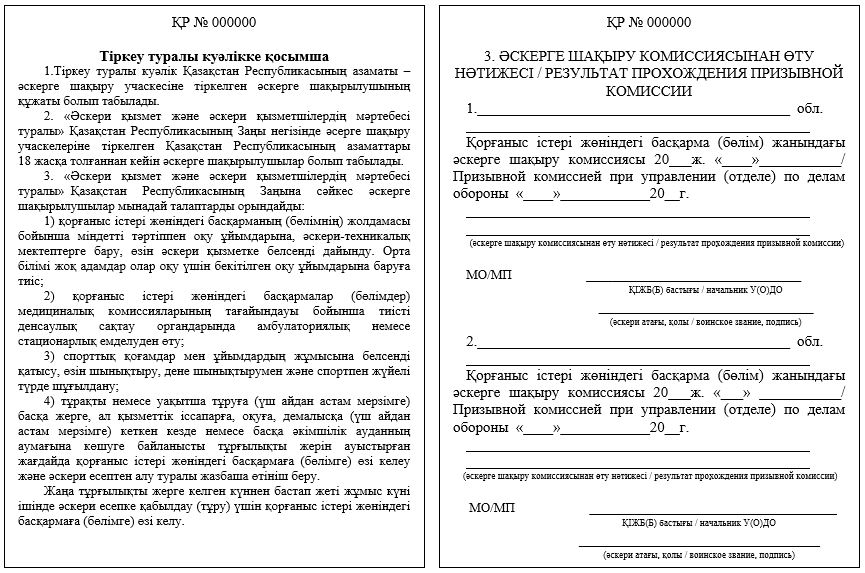 ҚР № 000000
Тіркеу туралы куәлікке қосымша
1.Тіркеу туралы куәлік Қазақстан Республикасының азаматы –
әскерге шақыру учаскесіне тіркелген әскерге шақырылушының
құжаты болып табылады.
2. «Әскери қызмет және әскери қызметшілердің мәртебесі
туралы» Қазақстан Республикасының Заңы негізінде әсерге шақыру
учаскелеріне тіркелген Қазақстан Республикасының азаматтары
18 жасқа толғаннан кейін әскерге шақырылушылар болып табылады.
3. «Әскери қызмет және әскери қызметшілердің мәртебесі
туралы» Қазақстан Республикасының Заңына сәйкес әскерге
шақырылушылар мынадай талаптарды орындайды:
1) қорғаныс істері жөніндегі басқарманың (бөлімнің) жолдамасы
бойынша міндетті тәртіппен оқу ұйымдарына, әскери-техникалық
мектептерге бару, өзін әскери қызметке белсенді дайынду. Орта
білімі жоқ адамдар олар оқу үшін бекітілген оқу ұйымдарына баруға
тиіс;
2) қорғаныс істері жөніндегі басқармалар (бөлімдер)
медициналық комиссияларының тағайындауы бойынша тиісті
денсаулық сақтау органдарында амбулаториялық немесе
стационарлық емделуден өту;
3) спорттық қоғамдар мен ұйымдардың жұмысына белсенді
қатысу, өзін шынықтыру, дене шынықтырумен және спортпен жүйелі
түрде шұғылдану;
4) тұрақты немесе уақытша тұруға (үш айдан астам мерзімге)
басқа жерге, ал қызметтік іссапарға, оқуға, демалысқа (үш айдан
астам мерзімге) кеткен кезде немесе басқа әкімшілік ауданның
аумағына көшуге байланысты тұрғылықты жерін ауыстырған
жағдайда қорғаныс істері жөніндегі басқармаға (бөлімге) өзі келеу
және әскери есептен алу туралы жазбаша өтініш беру.
Жаңа тұрғылықты жерге келген күннен бастап жеті жұмыс күні
ішінде әскери есепке қабылдау (тұру) үшін қорғаныс істері жөніндегі
басқармаға (бөлімге) өзі келу.
ҚР № 000000
3. ӘСКЕРГЕ ШАҚЫРУ КОМИССИЯСЫНАН ӨТУ
НӘТИЖЕСІ / РЕЗУЛЬТАТ ПРОХОЖДЕНИЯ ПРИЗЫВНОЙ
КОМИССИИ
1.________________________________________ обл.
Қорғаныс істері жөніндегі басқарма (бөлім) жанындағы
әскерге шақыру комиссиясы 20___ж. «____»___________/
Призывной комиссией при управлении (отделе) по делам
обороны «____»____________20__г.
(әскерге шақыру комиссиясынан өту нәтижесі / результат прохождения призывной комиссии)
МО/МП
ҚІЖБ(Б) бастығы / начальник У(О)ДО
(әскери атағы, қолы / воинское звание, подпись)
2.________________________________________ обл.
Қорғаныс істері жөніндегі басқарма (бөлім) жанындағы
әскерге шақыру комиссиясы 20___ж. «___» ___________/
Призывной комиссией при управлении (отделе) по делам
обороны «____»____________20__г.
(әскерге шақыру комиссиясынан өту нәтижесі / результат прохождения призывной комиссии)
МО/МП
ҚІЖБ(Б) бастығы / начальник У(О)ДО
(әскери атағы, қолы / воинское звание, подпись)